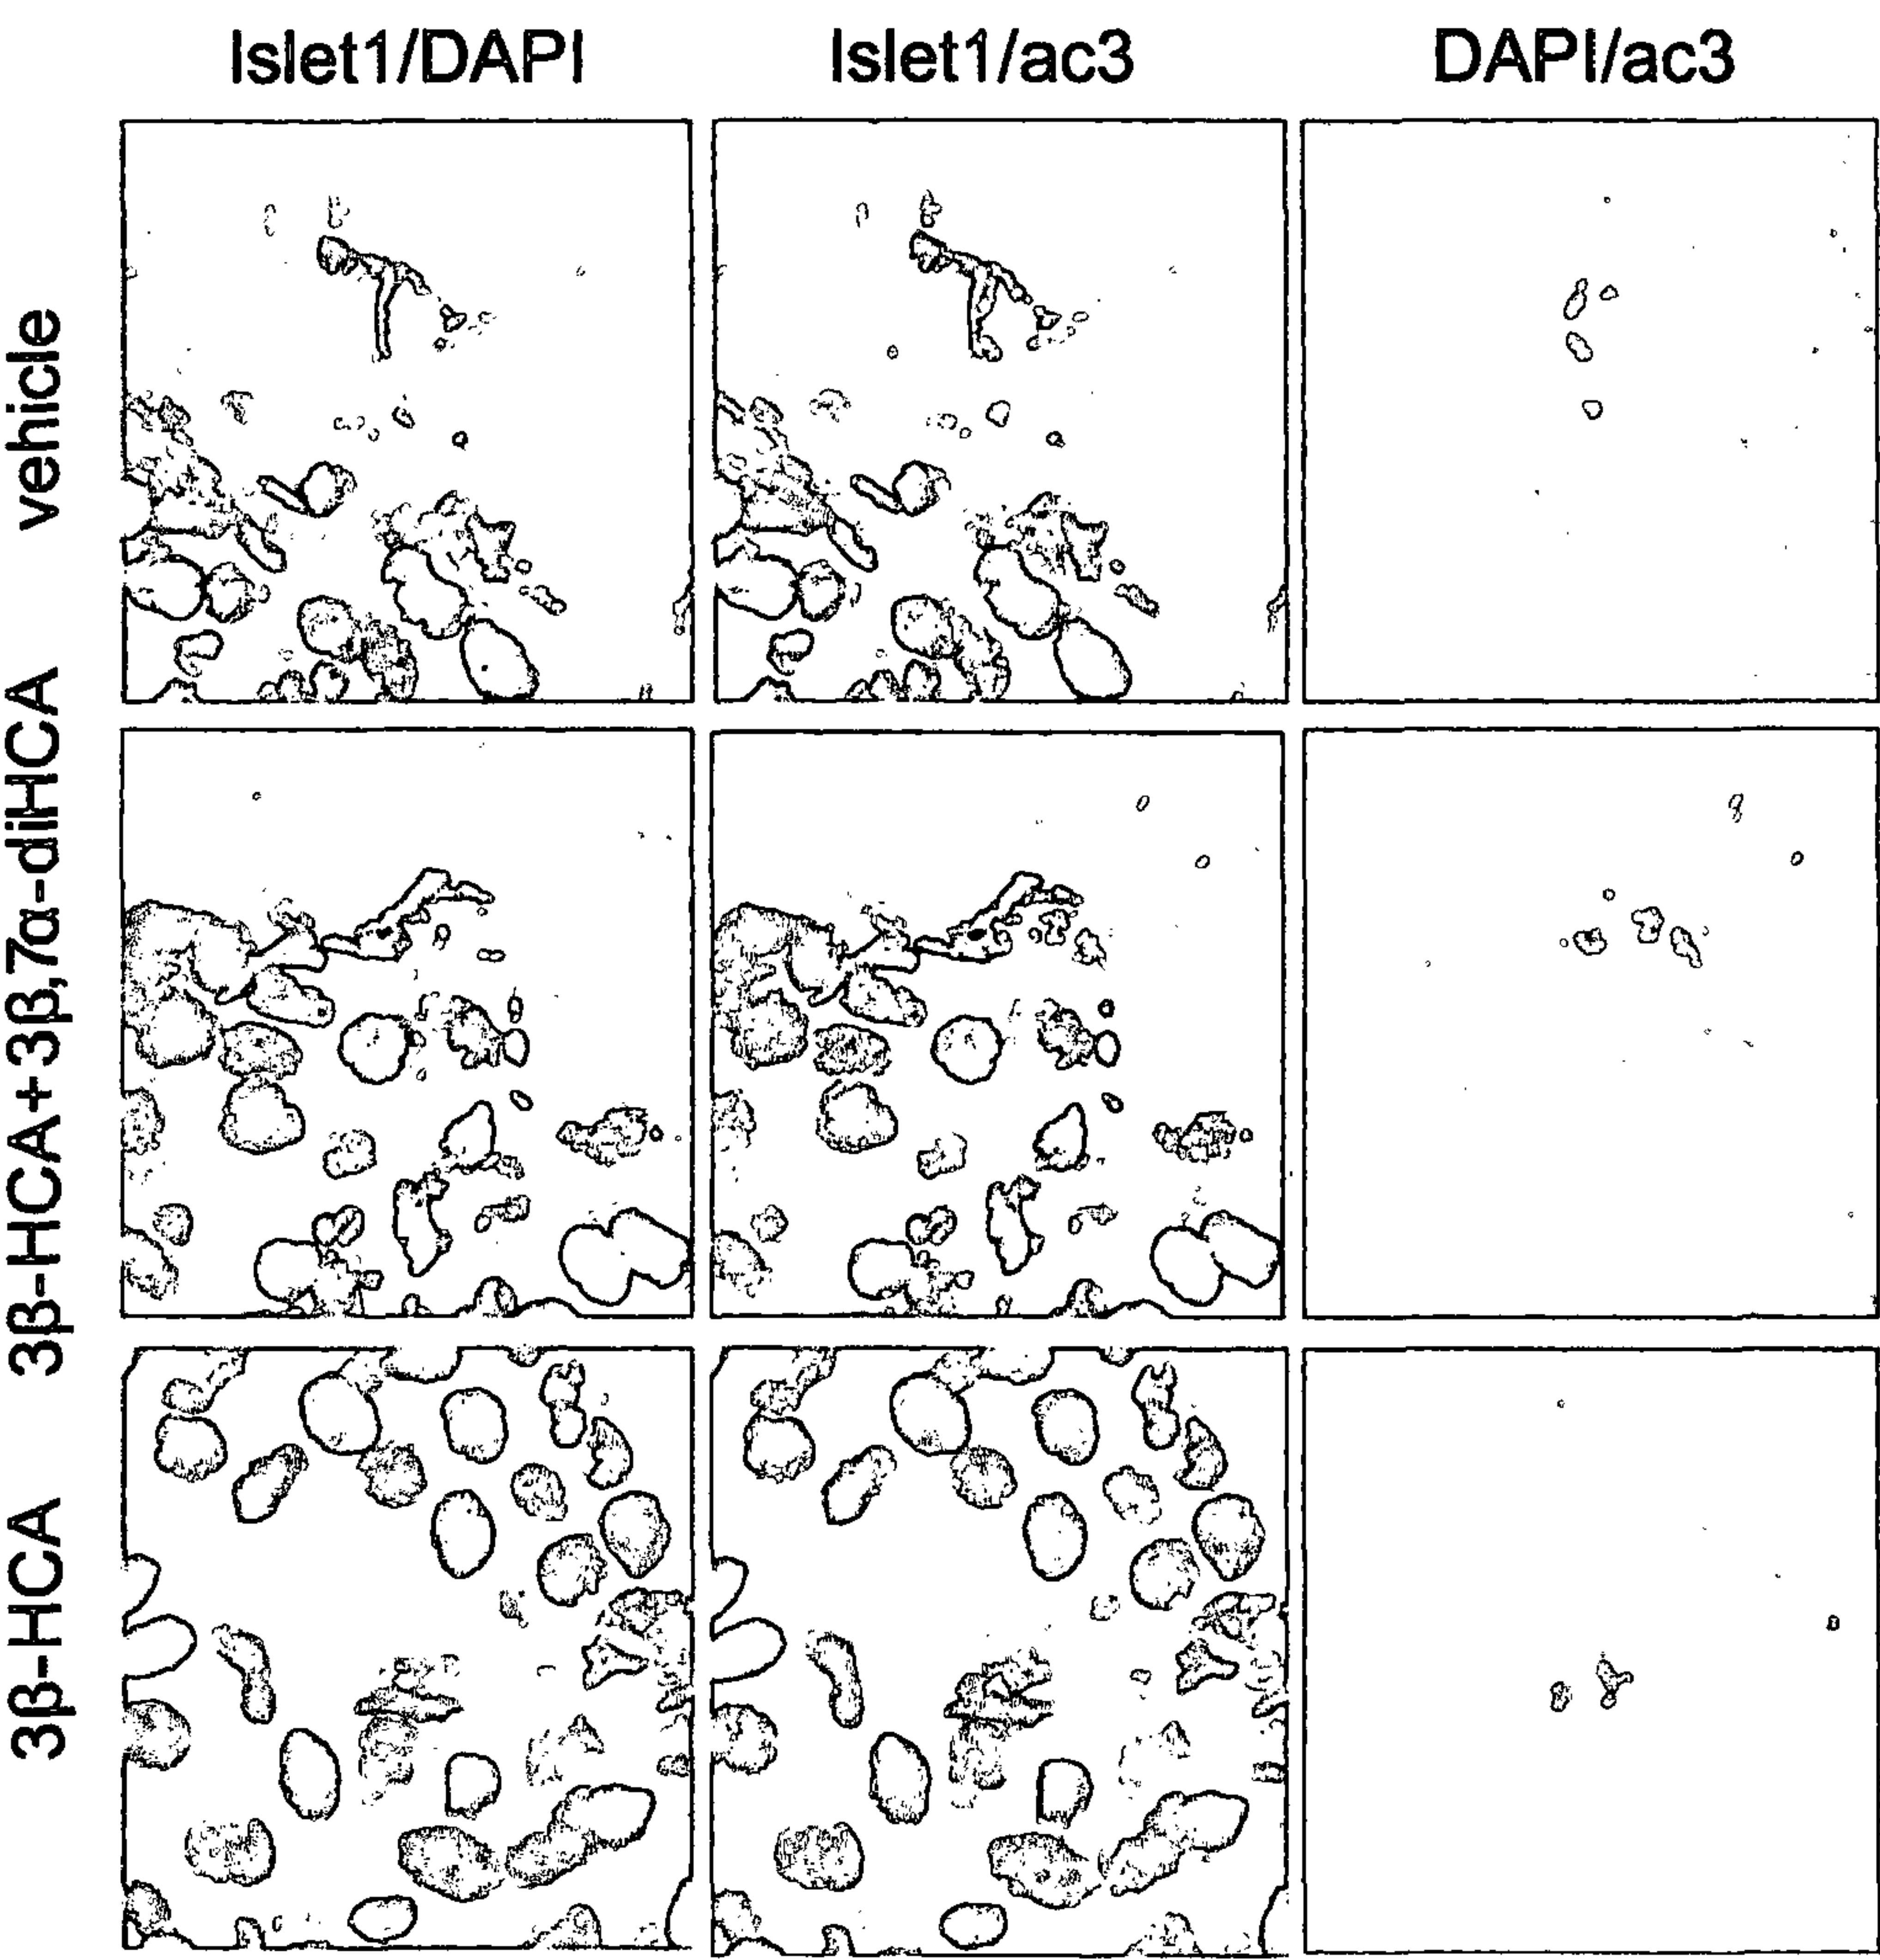 Islet1/DAPI
Islet1/ac3
DAPI/ac3
vehicle
3β-HCA+3β,7α-diHCA
3β-HCA